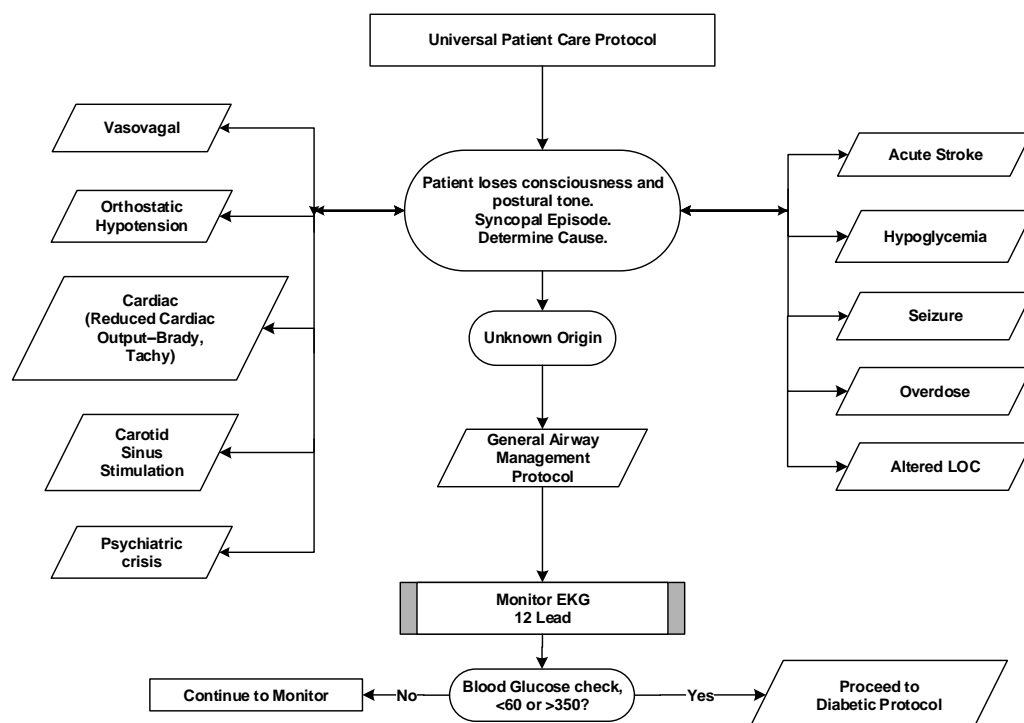 Universal Patient Care Protocol
Vasovagal
Orthostatic
Hypotension
Cardiac
(Reduced Cardiac
Output–Brady,
Tachy)
Carotid
Sinus
Stimulation
Psychiatric
crisis
Patient loses consciousness and
postural tone.
Syncopal Episode.
Determine Cause.
Acute Stroke
Hypoglycemia
Seizure
Overdose
Altered LOC
Unknown Origin
General Airway
Management
Protocol
Monitor EKG
12 Lead
Continue to Monitor
No
Blood Glucose check,
<60 or >350?
Yes
Proceed to
Diabetic Protocol